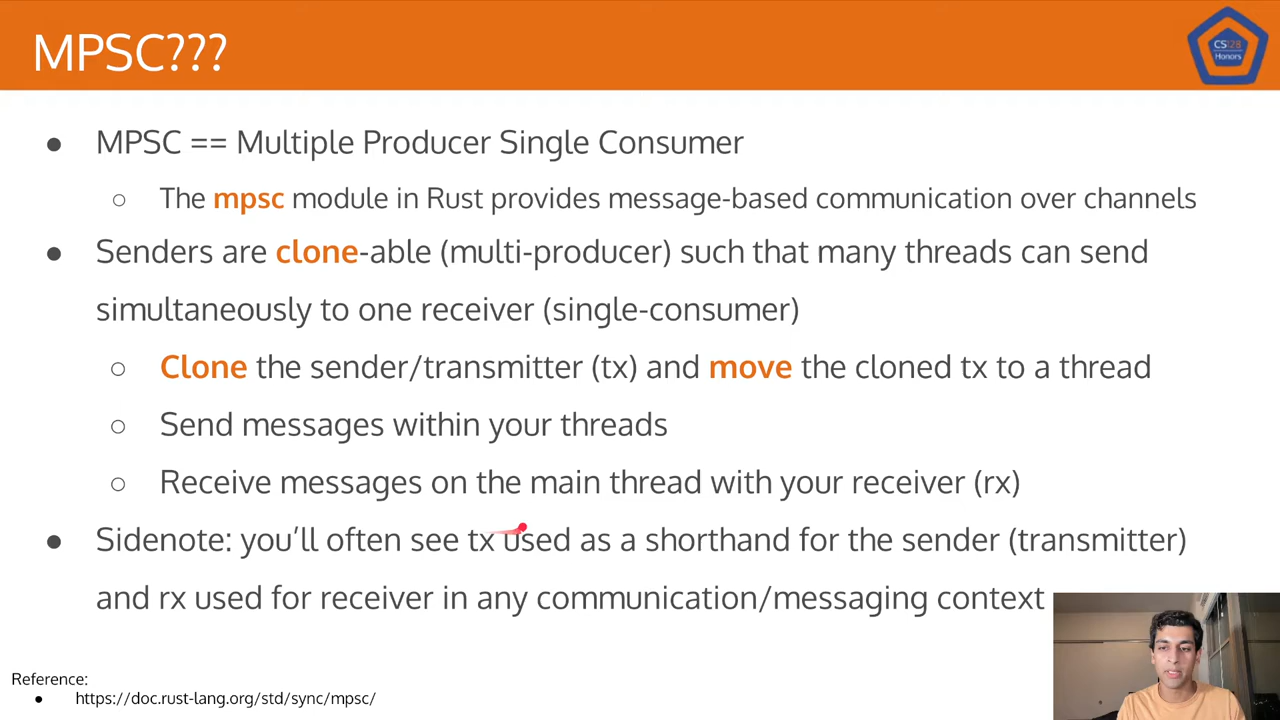 MPSC???
CS128
Honors
● MPSC == Multiple Producer Single Consumer
○ The mpsc module in Rust provides message-based communication over channels
● Senders are clone-able (multi-producer) such that many threads can send
simultaneously to one receiver (single-consumer)
○ Clone the sender/transmitter (tx) and move the cloned tx to a thread
○ Send messages within your threads
○ Receive messages on the main thread with your receiver (rx)
● Sidenote: you’ll often see tx used as a shorthand for the sender (transmitter)
and rx used for receiver in any communication/messaging context
Reference:
● https://doc.rust-lang.org/std/sync/mpsc/